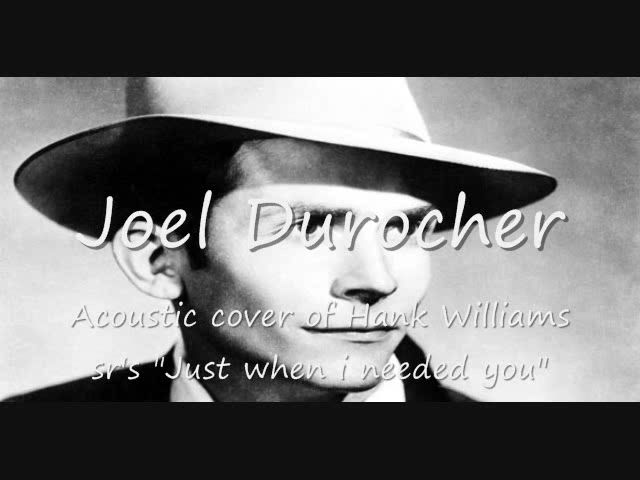 Joel Durocher
Acoustic cover of Hank Williams
sr's "Just when i needed you"